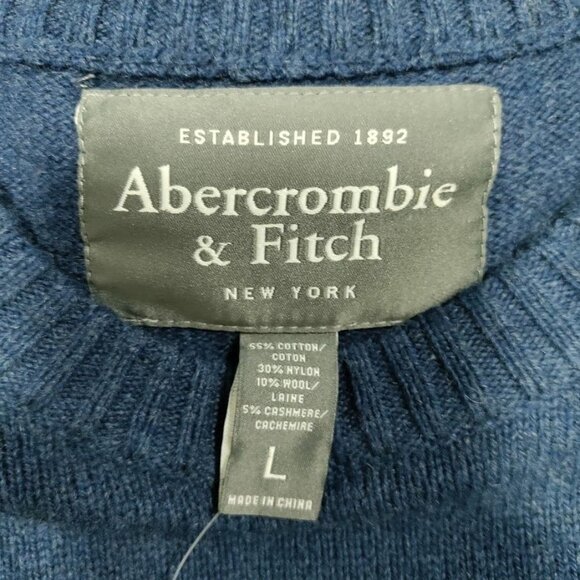 ESTABLISHED 1892
Abercrombie
& Fitch
NEW YORK
55% COTTON/
COTON
30% NYLON
10% WOOL/
LAINE
5% CASHMERE/
CACHEMIRE
L
MADE IN CHINA